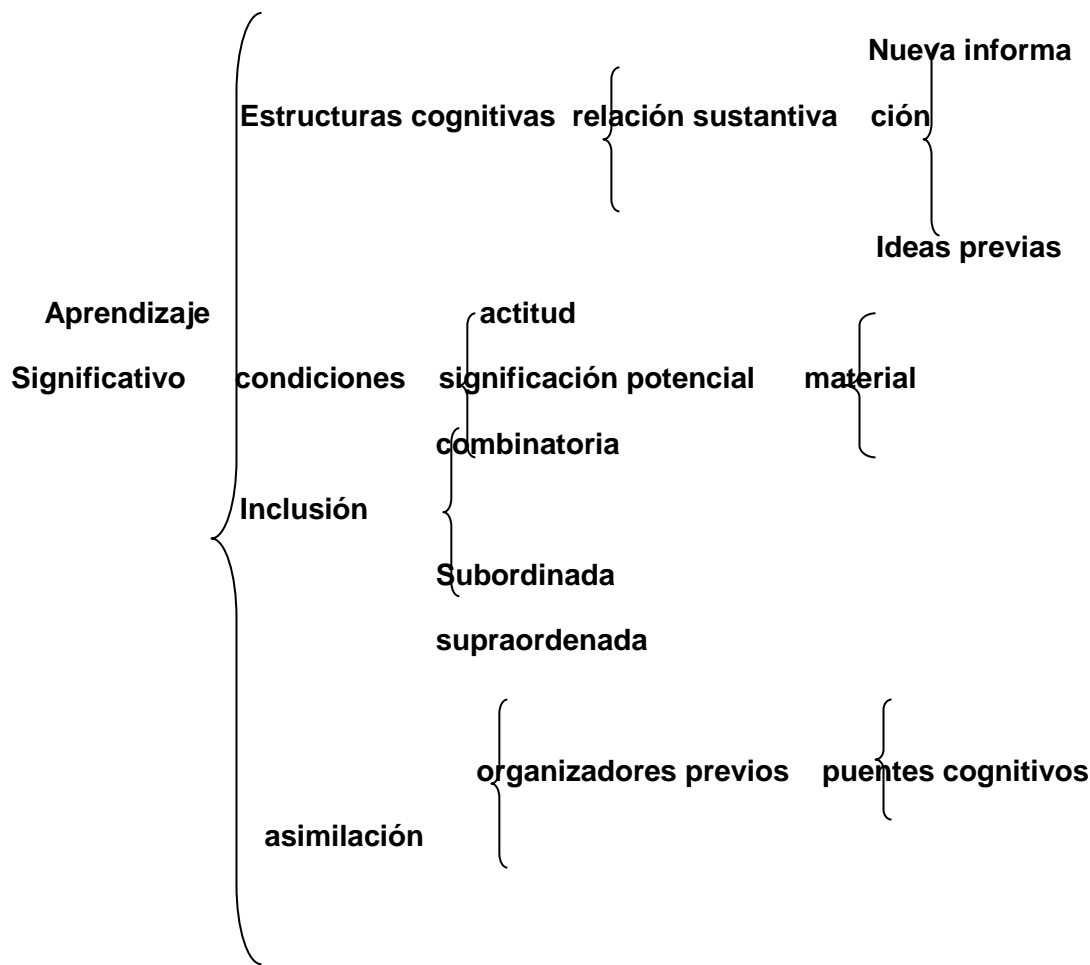 Nueva informa
Estructuras cognitivas relación sustantiva ción
Ideas previas
Aprendizaje actitud
Significativo condiciones significación potencial material
combinatoria
Inclusión
Subordinada
supraordenada
organizadores previos puentes cognitivos
asimilación